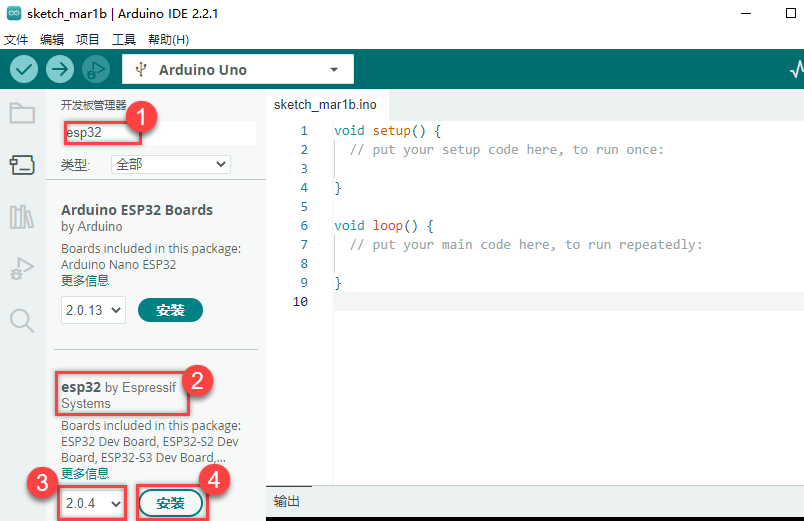 sketch_mar1b | Arduino IDE 2.2.1
文件 编辑 项目 工具 帮助(H)
Arduino Uno
开发板管理器
1
esp32
类型: 全部
Arduino ESP32 Boards
by Arduino
Boards included in this package:
Arduino Nano ESP32
更多信息
2.0.13 安装
esp32 by Espressif
Systems
2
Boards included in this package:
ESP32 Dev Board, ESP32-S2 Dev
Board, ESP32-S3 Dev Board,...
更多信息
3
2.0.4 安装
4
sketch_mar1b.ino
1 void setup() {
2 // put your setup code here, to run once:
3
4 }
5
6 void loop() {
7 // put your main code here, to run repeatedly:
8
9 }
10
输出